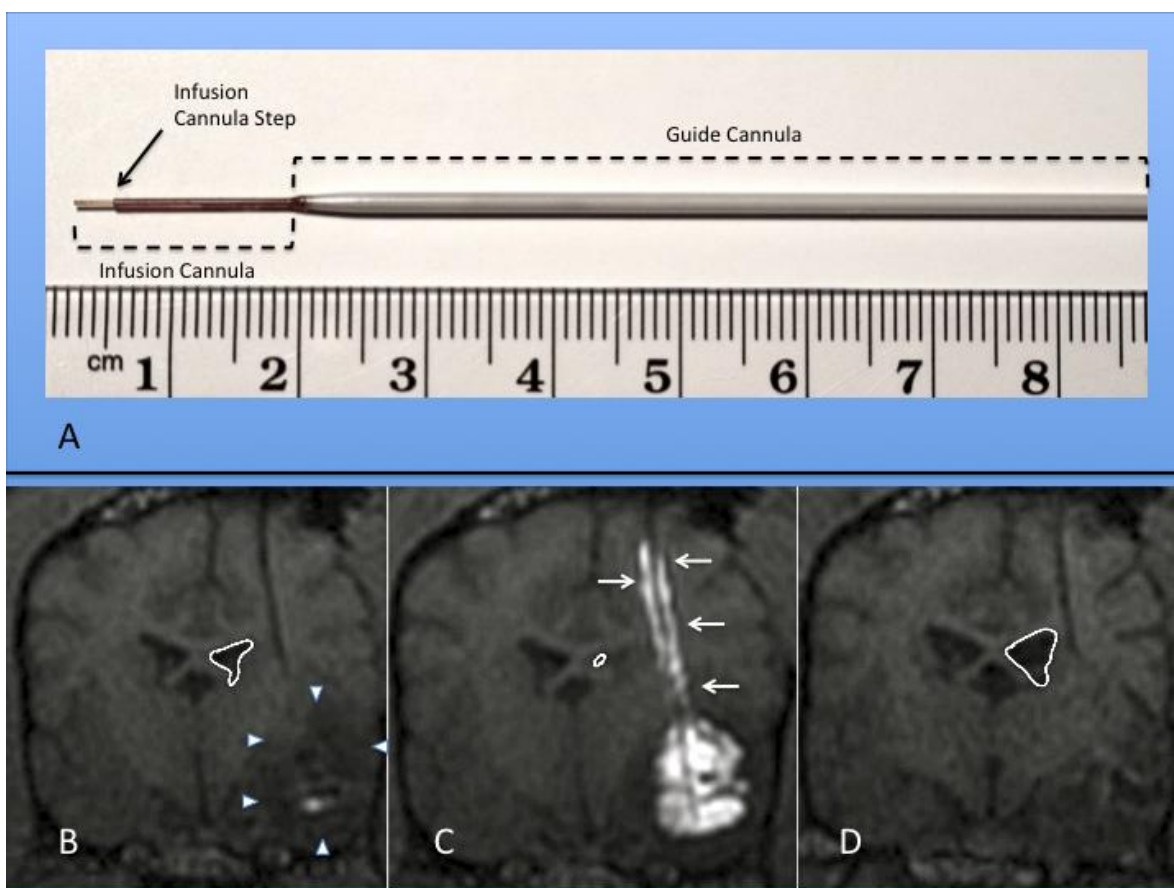 Infusion
Cannula Step
Guide Cannula
Infusion Cannula
cm 1 2 3 4 5 6 7 8
A
B
C
D